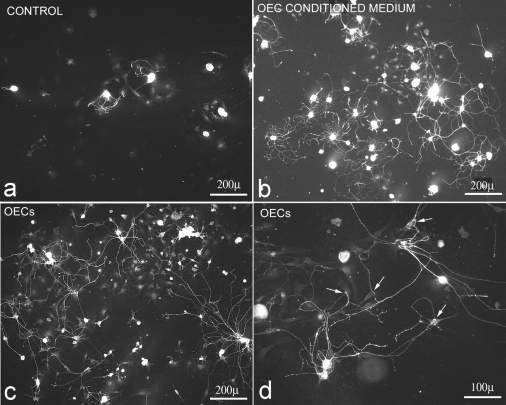 CONTROL
OEG CONDITIONED MEDIUM
200µ
a
200µ
b
OECs
OECs
200µ
c
100µ
d